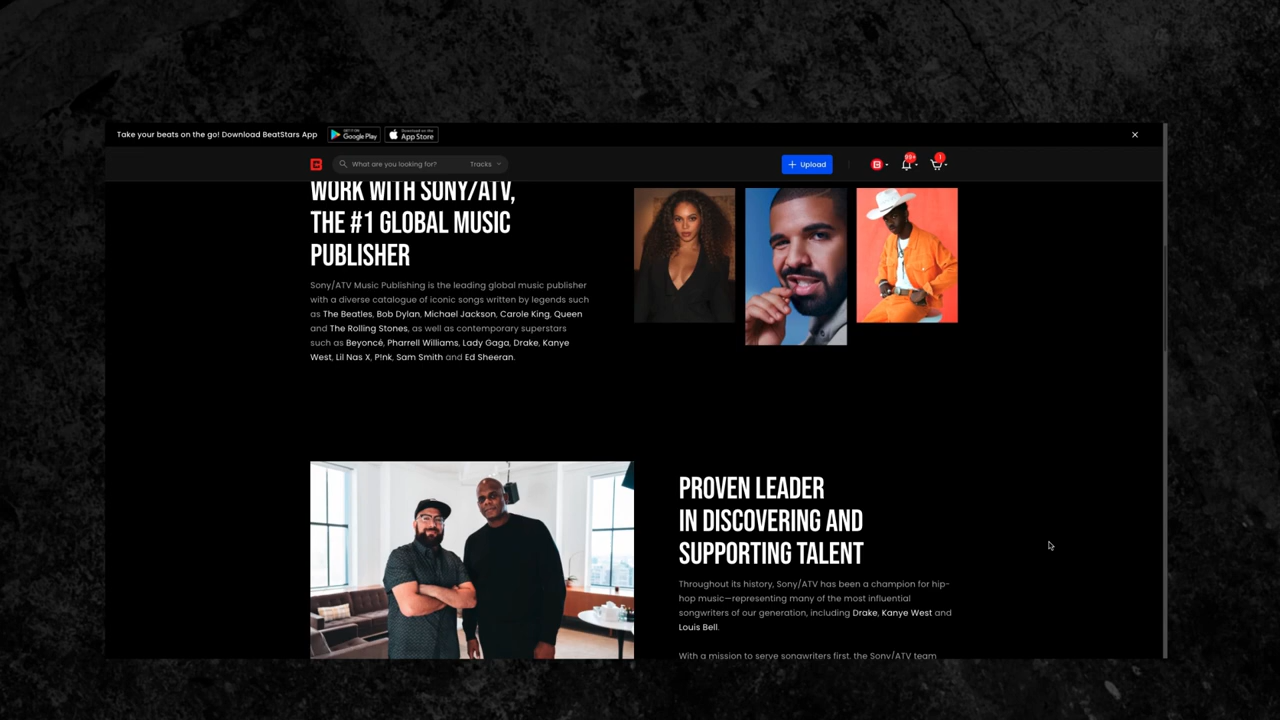 Take your beats on the go! Download BeatStars App
GET IT ON
Google Play
Download on the
App Store
What are you looking for?
Tracks
Upload
99+
1
WORK WITH SONY/ATV,
THE #1 GLOBAL MUSIC
PUBLISHER
Sony/ATV Music Publishing is the leading global music publisher
with a diverse catalogue of iconic songs written by legends such
as The Beatles, Bob Dylan, Michael Jackson, Carole King, Queen
and The Rolling Stones, as well as contemporary superstars
such as Beyoncé, Pharrell Williams, Lady Gaga, Drake, Kanye
West, Lil Nas X, P!nk, Sam Smith and Ed Sheeran.
PROVEN LEADER
IN DISCOVERING AND
SUPPORTING TALENT
Throughout its history, Sony/ATV has been a champion for hip-
hop music—representing many of the most influential
songwriters of our generation, including Drake, Kanye West and
Louis Bell.
With a mission to serve songwriters first, the Sony/ATV team